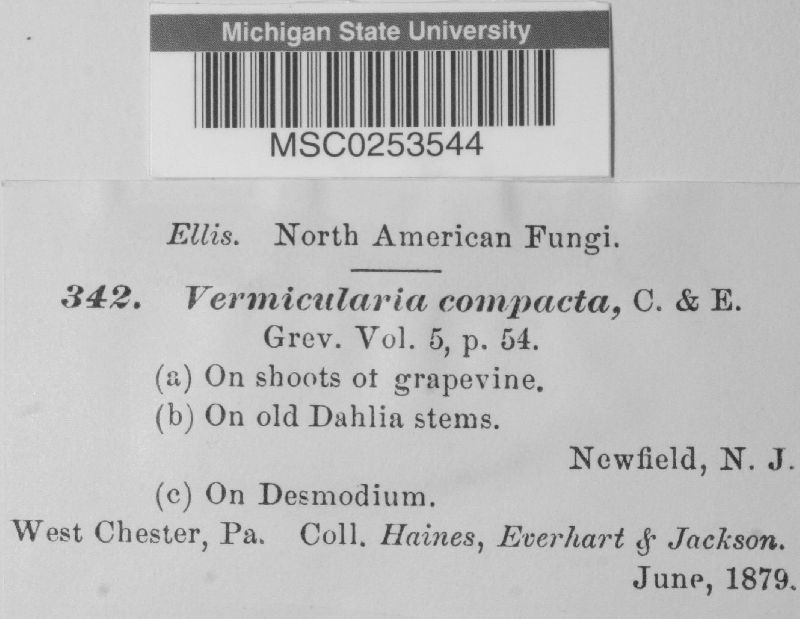 Michigan State University
MSC0253544
Ellis. North American Fungi.
342. Vermicularia compacta, C. & E.
Grev. Vol. 5, p. 54.
(a) On shoots of grapevine.
(b) On old Dahlia stems.
Newfield, N. J.
(c) On Desmodium.
West Chester, Pa. Coll. Haines, Everhart & Jackson.
June, 1879.